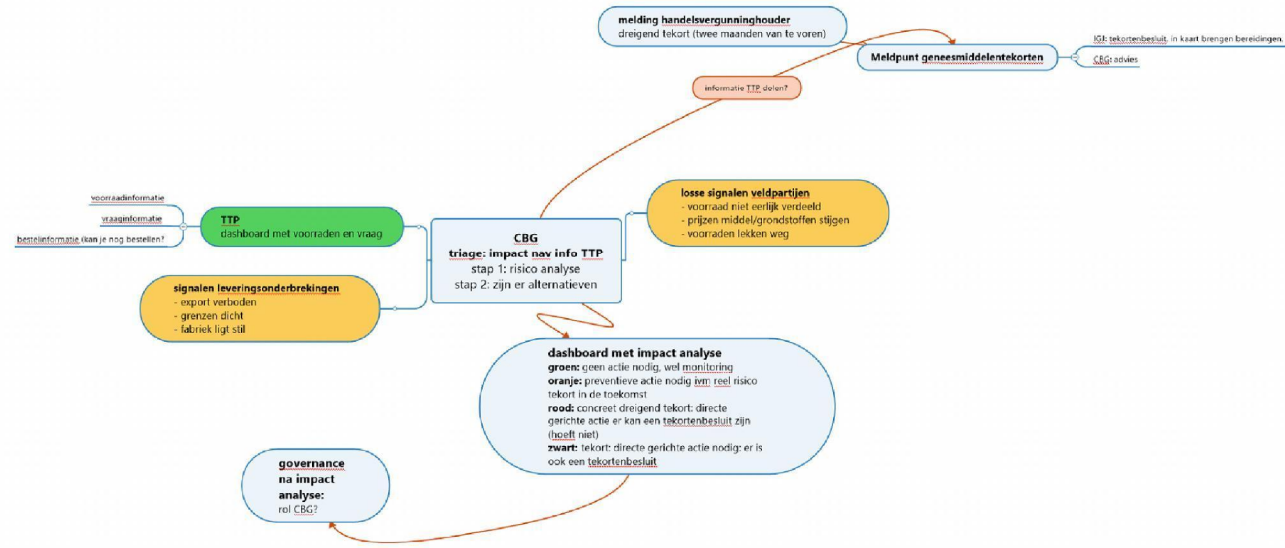 melding handelsvergunninghouder
dreigend tekort (twee maanden van te voren)
Meldpunt geneesmiddelentekorten
IGJ: tekortenbesluit, in kaart brengen bereidingen,
CBG: advies
informatie TTP delen?
voorraadinformatie
vraaginformatie
bestelinformatie (kan je nog bestellen?
TTP
dashboard met voorraden en vraag
losse signalen veldpartijen
- voorraad niet eerlijk verdeeld
- prijzen middel/grondstoffen stijgen
- voorraden lekken weg
CBG
triage: impact nav info TTP
stap 1: risico analyse
stap 2: zijn er alternatieven
signalen leveringsonderbrekingen
- export verboden
- grenzen dicht
- fabriek ligt stil
dashboard met impact analyse
groen: geen actie nodig, wel monitoring
oranje: preventieve actie nodig ivm reel risico
tekort in de toekomst
rood: concreet dreigend tekort: directe
gerichte actie er kan een tekortenbesluit zijn
(hoeft niet)
zwart: tekort: directe gerichte actie nodig: er is
ook een tekortenbesluit
governance
na impact
analyse:
rol CBG?